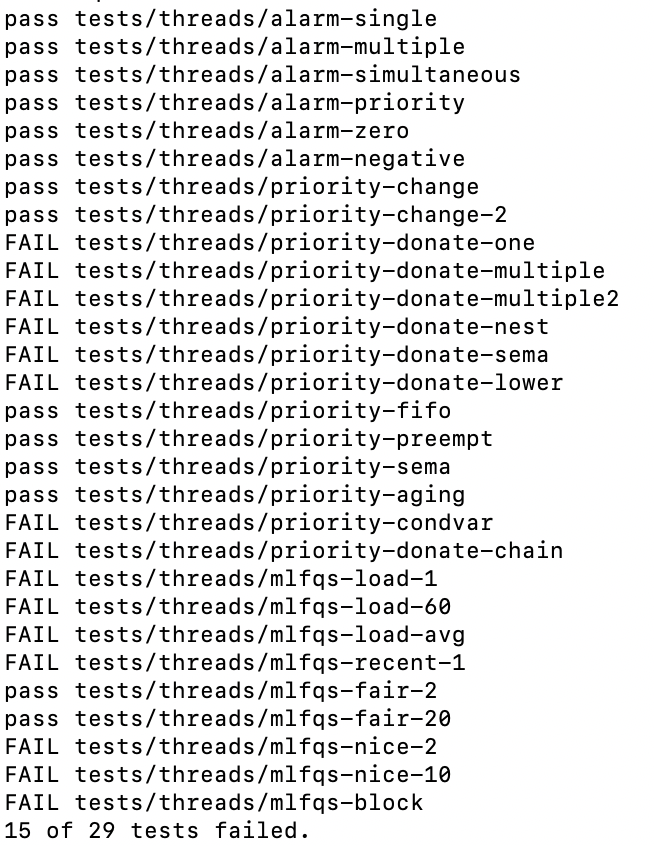 pass tests/threads/alarm-single
pass tests/threads/alarm-multiple
pass tests/threads/alarm-simultaneous
pass tests/threads/alarm-priority
pass tests/threads/alarm-zero
pass tests/threads/alarm-negative
pass tests/threads/priority-change
pass tests/threads/priority-change-2
FAIL tests/threads/priority-donate-one
FAIL tests/threads/priority-donate-multiple
FAIL tests/threads/priority-donate-multiple2
FAIL tests/threads/priority-donate-nest
FAIL tests/threads/priority-donate-sema
FAIL tests/threads/priority-donate-lower
pass tests/threads/priority-fifo
pass tests/threads/priority-preempt
pass tests/threads/priority-sema
pass tests/threads/priority-aging
FAIL tests/threads/priority-condvar
FAIL tests/threads/priority-donate-chain
FAIL tests/threads/mlfqs-load-1
FAIL tests/threads/mlfqs-load-60
FAIL tests/threads/mlfqs-load-avg
FAIL tests/threads/mlfqs-recent-1
pass tests/threads/mlfqs-fair-2
pass tests/threads/mlfqs-fair-20
FAIL tests/threads/mlfqs-nice-2
FAIL tests/threads/mlfqs-nice-10
FAIL tests/threads/mlfqs-block
15 of 29 tests failed.